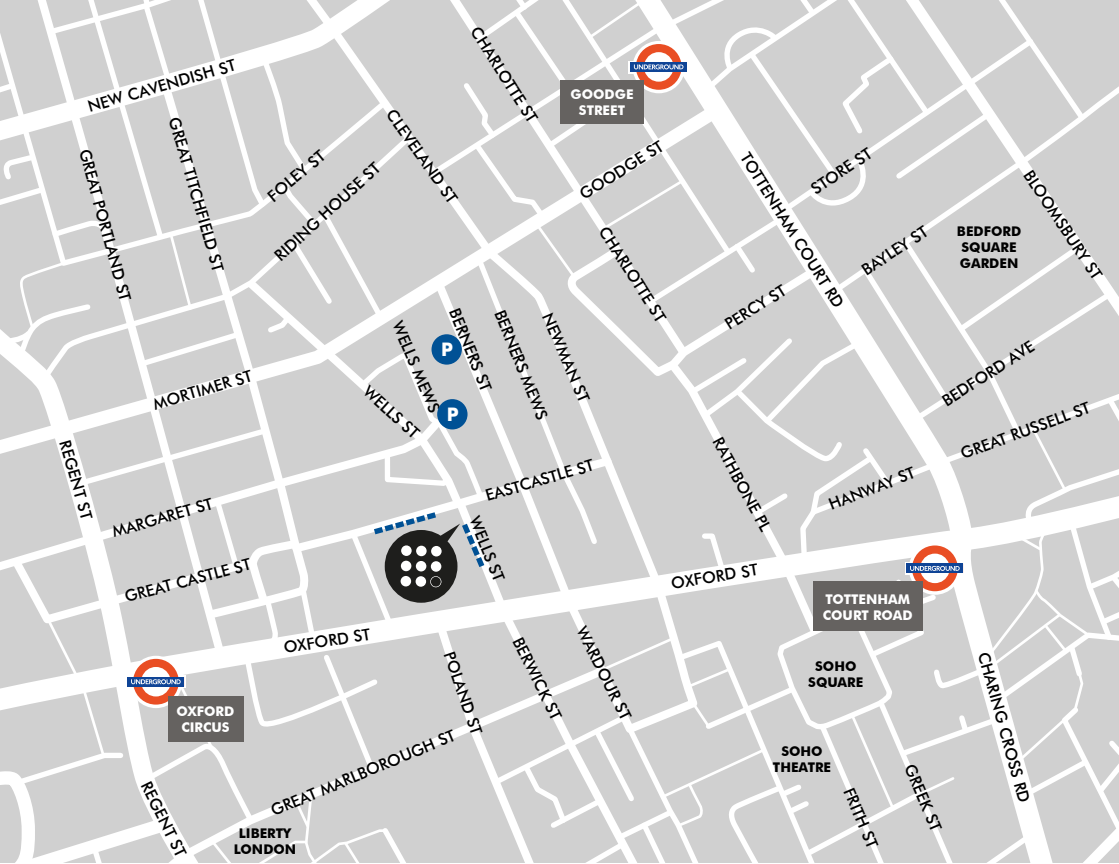 CHARLOTTE ST
UNDERGROUND
GOODGE
STREET
NEW CAVENDISH ST
CLEVELAND ST
GREAT TITCHFIELD ST
GREAT PORTLAND ST
FOLEY ST
RIDING HOUSE ST
GOODGE ST
TOTTENHAM COURT RD
STORE ST
BLOOMSBURY ST
BEDFORD
SQUARE
GARDEN
BAYLEY ST
CHARLOTTE ST
PERCY ST
WELLS MEWS
P
BERNERS ST
BERNERS MEWS
NEWMAN ST
MORTIMER ST
WELLS ST
P
BEDFORD AVE
GREAT RUSSELL ST
REGENT ST
RATHBONE PL
HANWAY ST
EASTCASTLE ST
MARGARET ST
WELLS ST
GREAT CASTLE ST
OXFORD ST
UNDERGROUND
TOTTENHAM
COURT ROAD
OXFORD ST
UNDERGROUND
OXFORD
CIRCUS
POLAND ST
BERWICK ST
WARDOUR ST
SOHO
SQUARE
CHARING CROSS RD
GREAT MARLBOROUGH ST
SOHO
THEATRE
REGENT ST
FRITH ST
GREEK ST
LIBERTY
LONDON